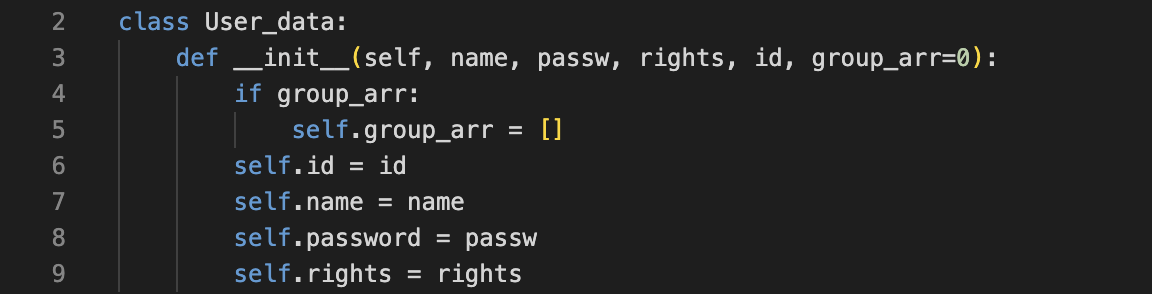 2 class User_data:
3 def __init__(self, name, passw, rights, id, group_arr=0):
4 if group_arr:
5 self.group_arr = []
6 self.id = id
7 self.name = name
8 self.password = passw
9 self.rights = rights